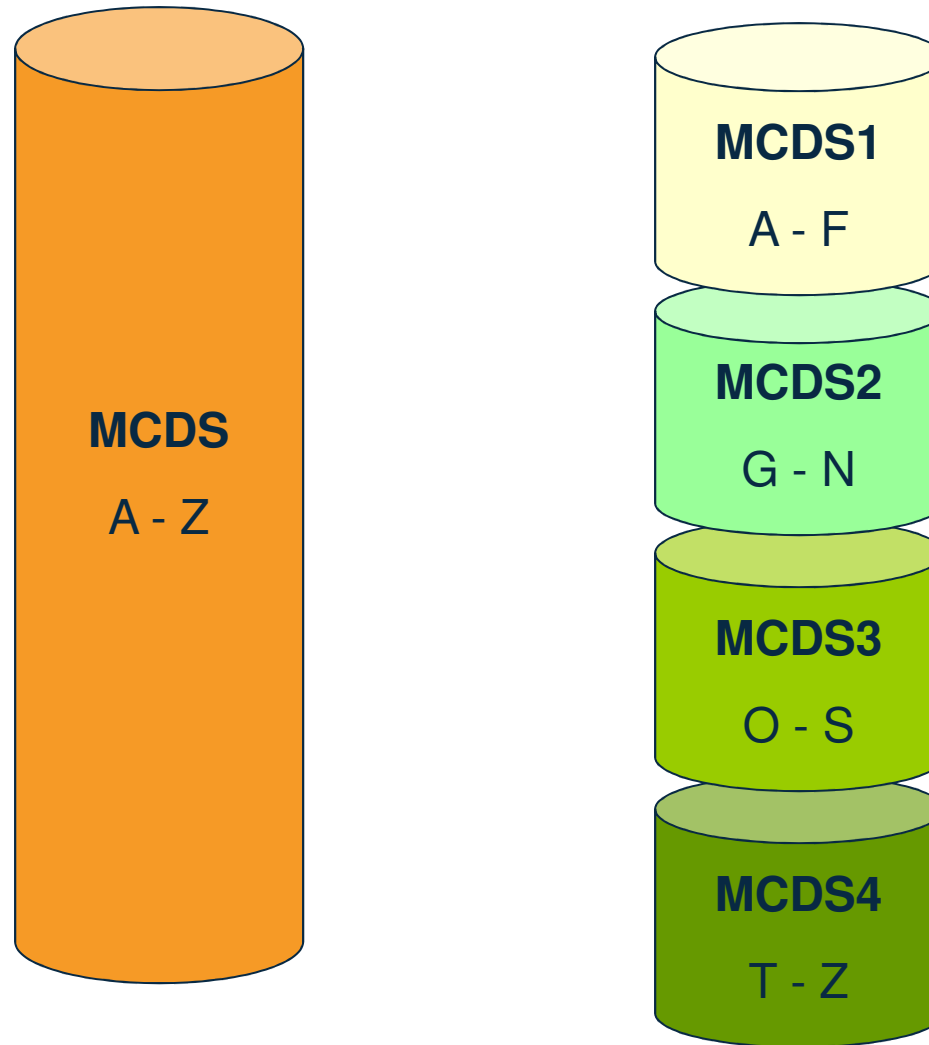 MCDS
A - Z
MCDS1
A - F
MCDS2
G - N
MCDS3
O - S
MCDS4
T - Z